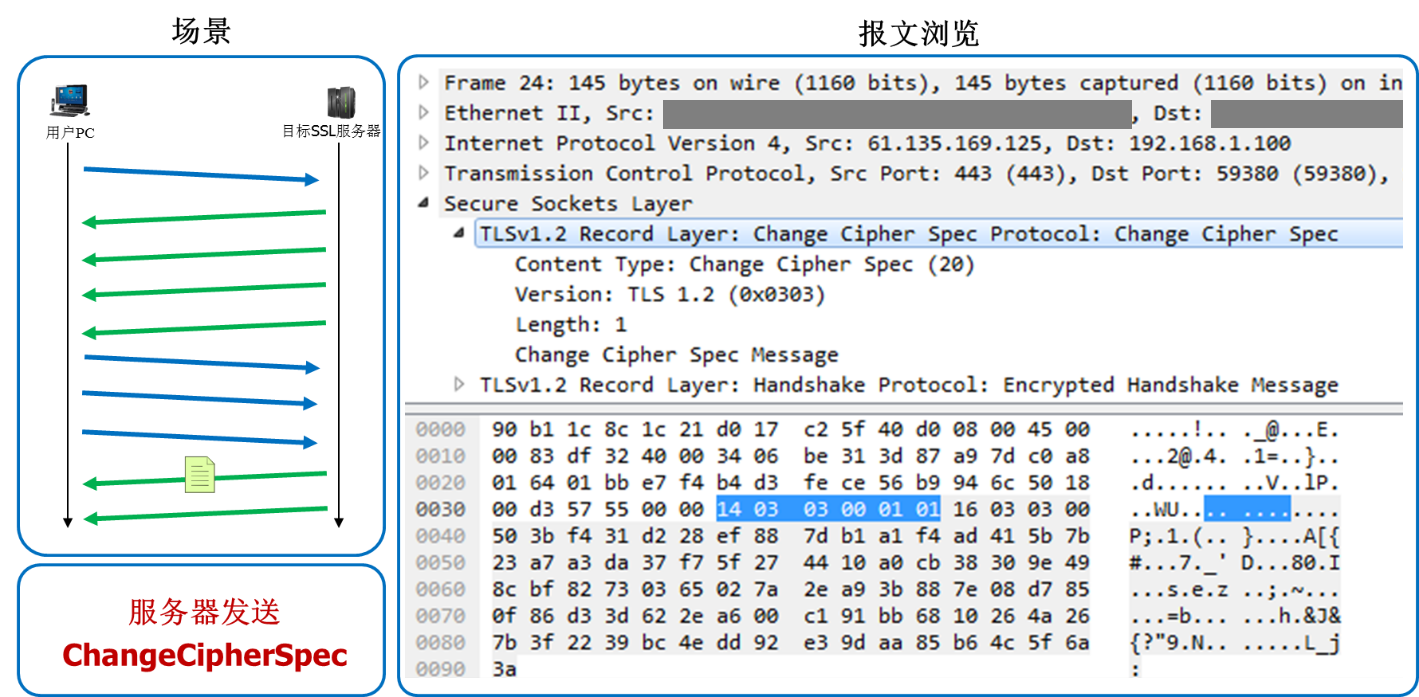 场景
报文浏览
用户PC
目标SSL服务器
服务器发送
ChangeCipherSpec
Frame 24: 145 bytes on wire (1160 bits), 145 bytes captured (1160 bits) on in
Ethernet II, Src: , Dst:
Internet Protocol Version 4, Src: 61.135.169.125, Dst: 192.168.1.100
Transmission Control Protocol, Src Port: 443 (443), Dst Port: 59380 (59380),
Secure Sockets Layer
TLSv1.2 Record Layer: Change Cipher Spec Protocol: Change Cipher Spec
Content Type: Change Cipher Spec (20)
Version: TLS 1.2 (0x0303)
Length: 1
Change Cipher Spec Message
TLSv1.2 Record Layer: Handshake Protocol: Encrypted Handshake Message
0000 90 b1 1c 8c 1c 21 d0 17 c2 5f 40 d0 08 00 45 00 .....!.. ._@...E.
0010 00 83 df 32 40 00 34 06 be 31 3d 87 a9 7d c0 a8 ...2@.4. .1=..}..
0020 01 64 01 bb e7 f4 b4 d3 fe ce 56 b9 94 6c 50 18 .d...... ..V..lP.
0030 00 d3 57 55 00 00 14 03 03 00 01 01 16 03 03 00 ..WU.... ........
0040 50 3b f4 31 d2 28 ef 88 7d b1 a1 f4 ad 41 5b 7b P;.1.(.. }....A[{
0050 23 a7 a3 da 37 f7 5f 27 44 10 a0 cb 38 30 9e 49 #...7._' D...80.I
0060 8c bf 82 73 03 65 02 7a 2e a9 3b 88 7e 08 d7 85 ...s.e.z ..;.~...
0070 0f 86 d3 3d 62 2e a6 00 c1 91 bb 68 10 26 4a 26 ...=b... ...h.&J&
0080 7b 3f 22 39 bc 4e dd 92 e3 9d aa 85 b6 4c 5f 6a {?"9.N.. .....L_j
0090 3a :